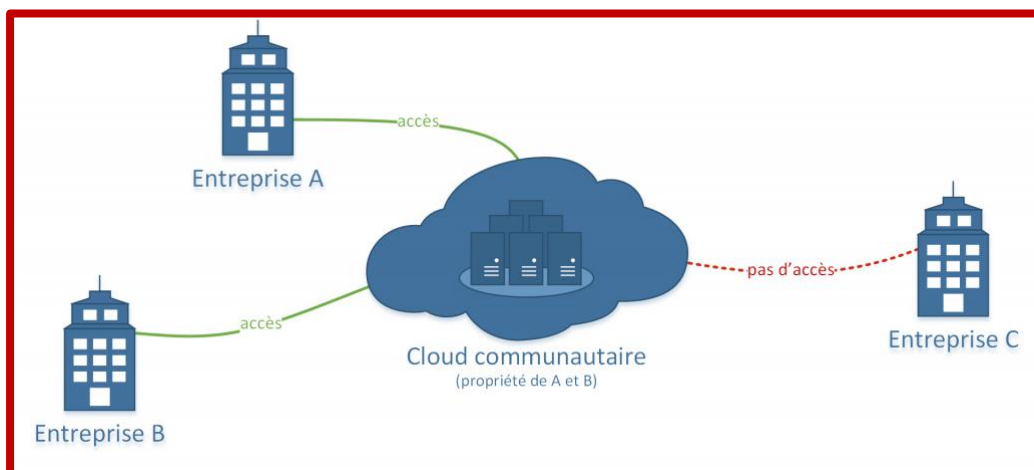 accès
Entreprise A
pas d'accès
accès
Entreprise C
Cloud communautaire
(propriété de A et B)
Entreprise B